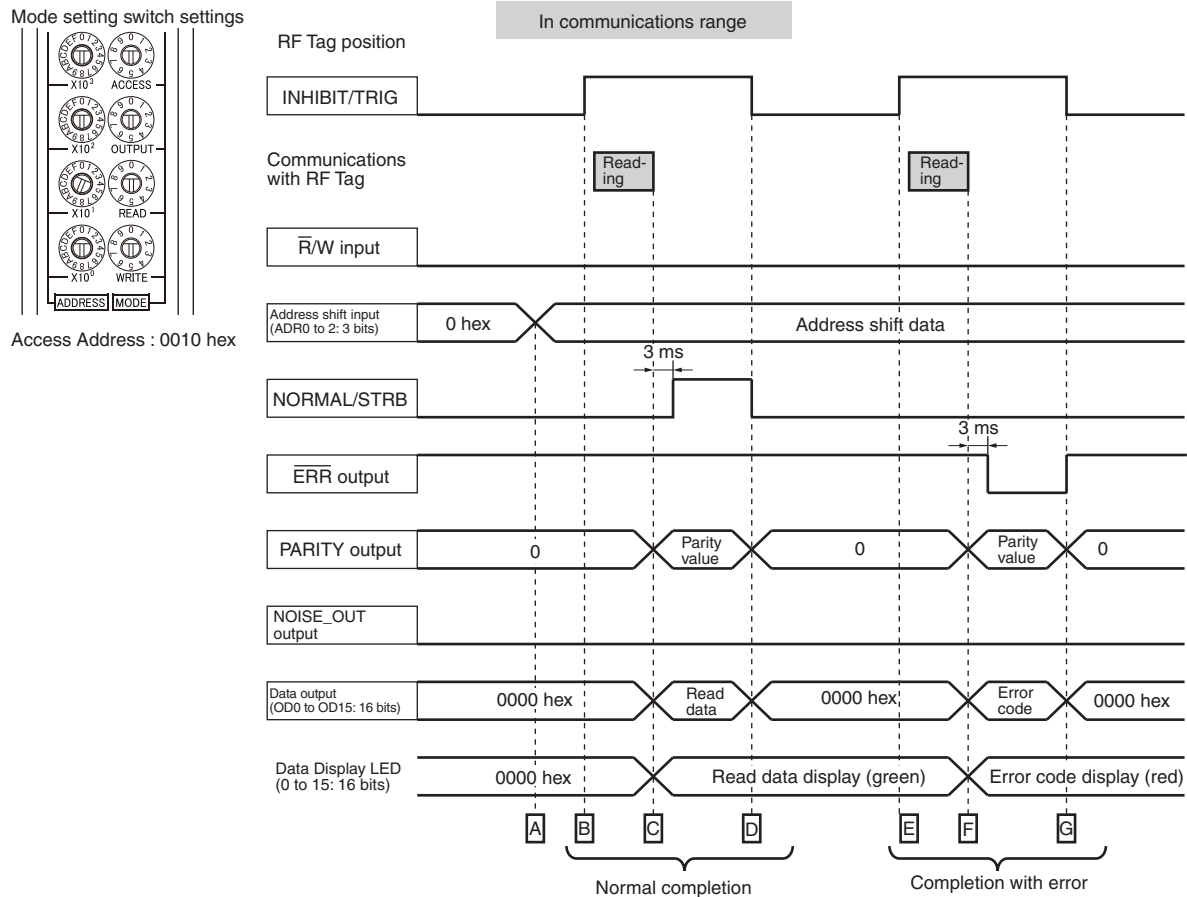 Mode setting switch settings
X10³ ACCESS
X10² OUTPUT
X10¹ READ
X10⁰ WRITE
ADDRESS MODE
Access Address : 0010 hex
In communications range
RF Tag position
INHIBIT/TRIG
Communications
with RF Tag
Read-
ing
Read-
ing
R̅/W input
Address shift input
(ADR0 to 2: 3 bits)
0 hex
Address shift data
3 ms
NORMAL/STRB
3 ms
E̅R̅R̅ output
PARITY output
0
Parity
value
0
Parity
value
0
NOISE_OUT
output
Data output
(OD0 to OD15: 16 bits)
0000 hex
Read
data
0000 hex
Error
code
0000 hex
Data Display LED
(0 to 15: 16 bits)
0000 hex
Read data display (green)
Error code display (red)
A B C D E F G
Normal completion
Completion with error